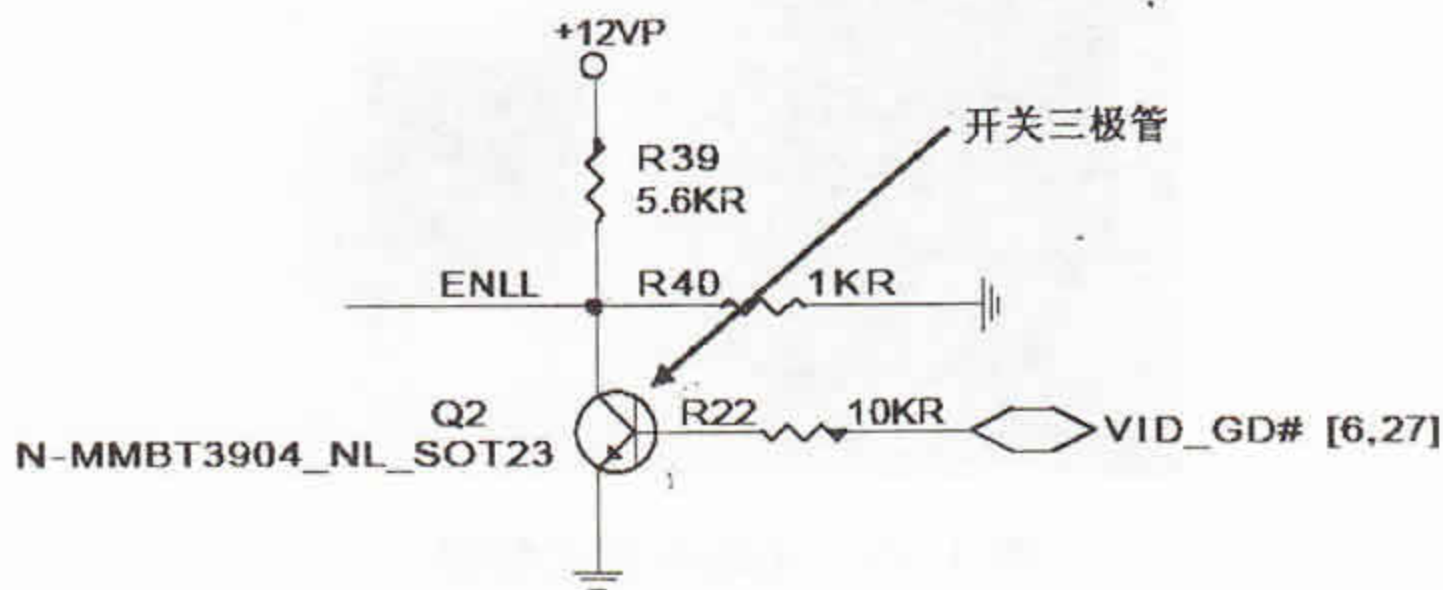 +12VP
开关三极管
R39
5.6KR
ENLL
R40
1KR
Q2
N-MMBT3904_NL_SOT23
R22
10KR
VID_GD# [6,27]